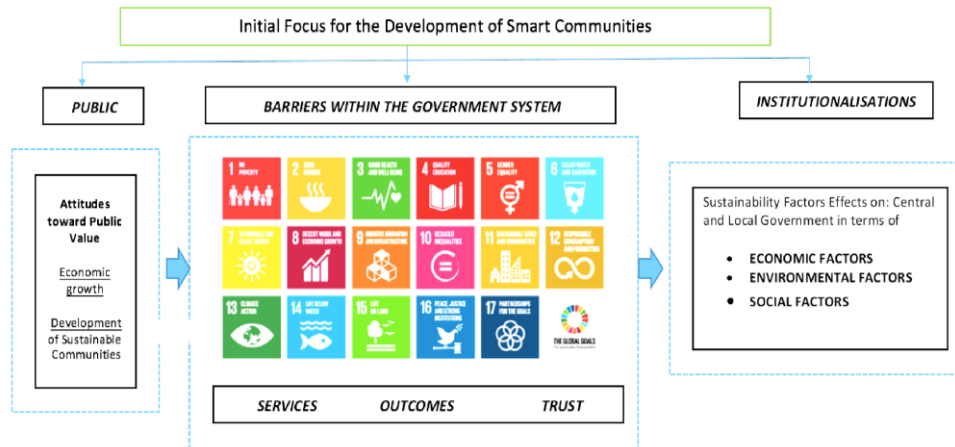 Initial Focus for the Development of Smart Communities
PUBLIC
BARRIERS WITHIN THE GOVERNMENT SYSTEM
INSTITUTIONALISATIONS
Attitudes
toward Public
Value
Economic
growth
Development
of Sustainable
Communities
1 NO
POVERTY
2 ZERO
HUNGER
3 GOOD HEALTH
AND WELL-BEING
4 QUALITY
EDUCATION
5 GENDER
EQUALITY
6 CLEAN WATER
AND SANITATION
7 AFFORDABLE AND
CLEAN ENERGY
8 DECENT WORK AND
ECONOMIC GROWTH
9 INDUSTRY, INNOVATION
AND INFRASTRUCTURE
10 REDUCED
INEQUALITIES
11 SUSTAINABLE CITIES
AND COMMUNITIES
12 RESPONSIBLE
CONSUMPTION
AND PRODUCTION
13 CLIMATE
ACTION
14 LIFE BELOW
WATER
15 LIFE
ON LAND
16 PEACE, JUSTICE
AND STRONG
INSTITUTIONS
17 PARTNERSHIPS
FOR THE GOALS
THE GLOBAL GOALS
SERVICES OUTCOMES TRUST
Sustainability Factors Effects on: Central
and Local Government in terms of
• ECONOMIC FACTORS
• ENVIRONMENTAL FACTORS
• SOCIAL FACTORS